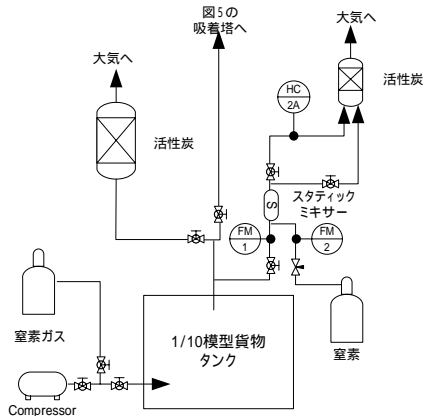 図5の
吸着塔へ
大気へ
大気へ
HC
2A
活性炭
活性炭
スタティック
ミキサー
S
FM
1
FM
2
窒素ガス
1/10模型貨物
タンク
窒素
Compressor